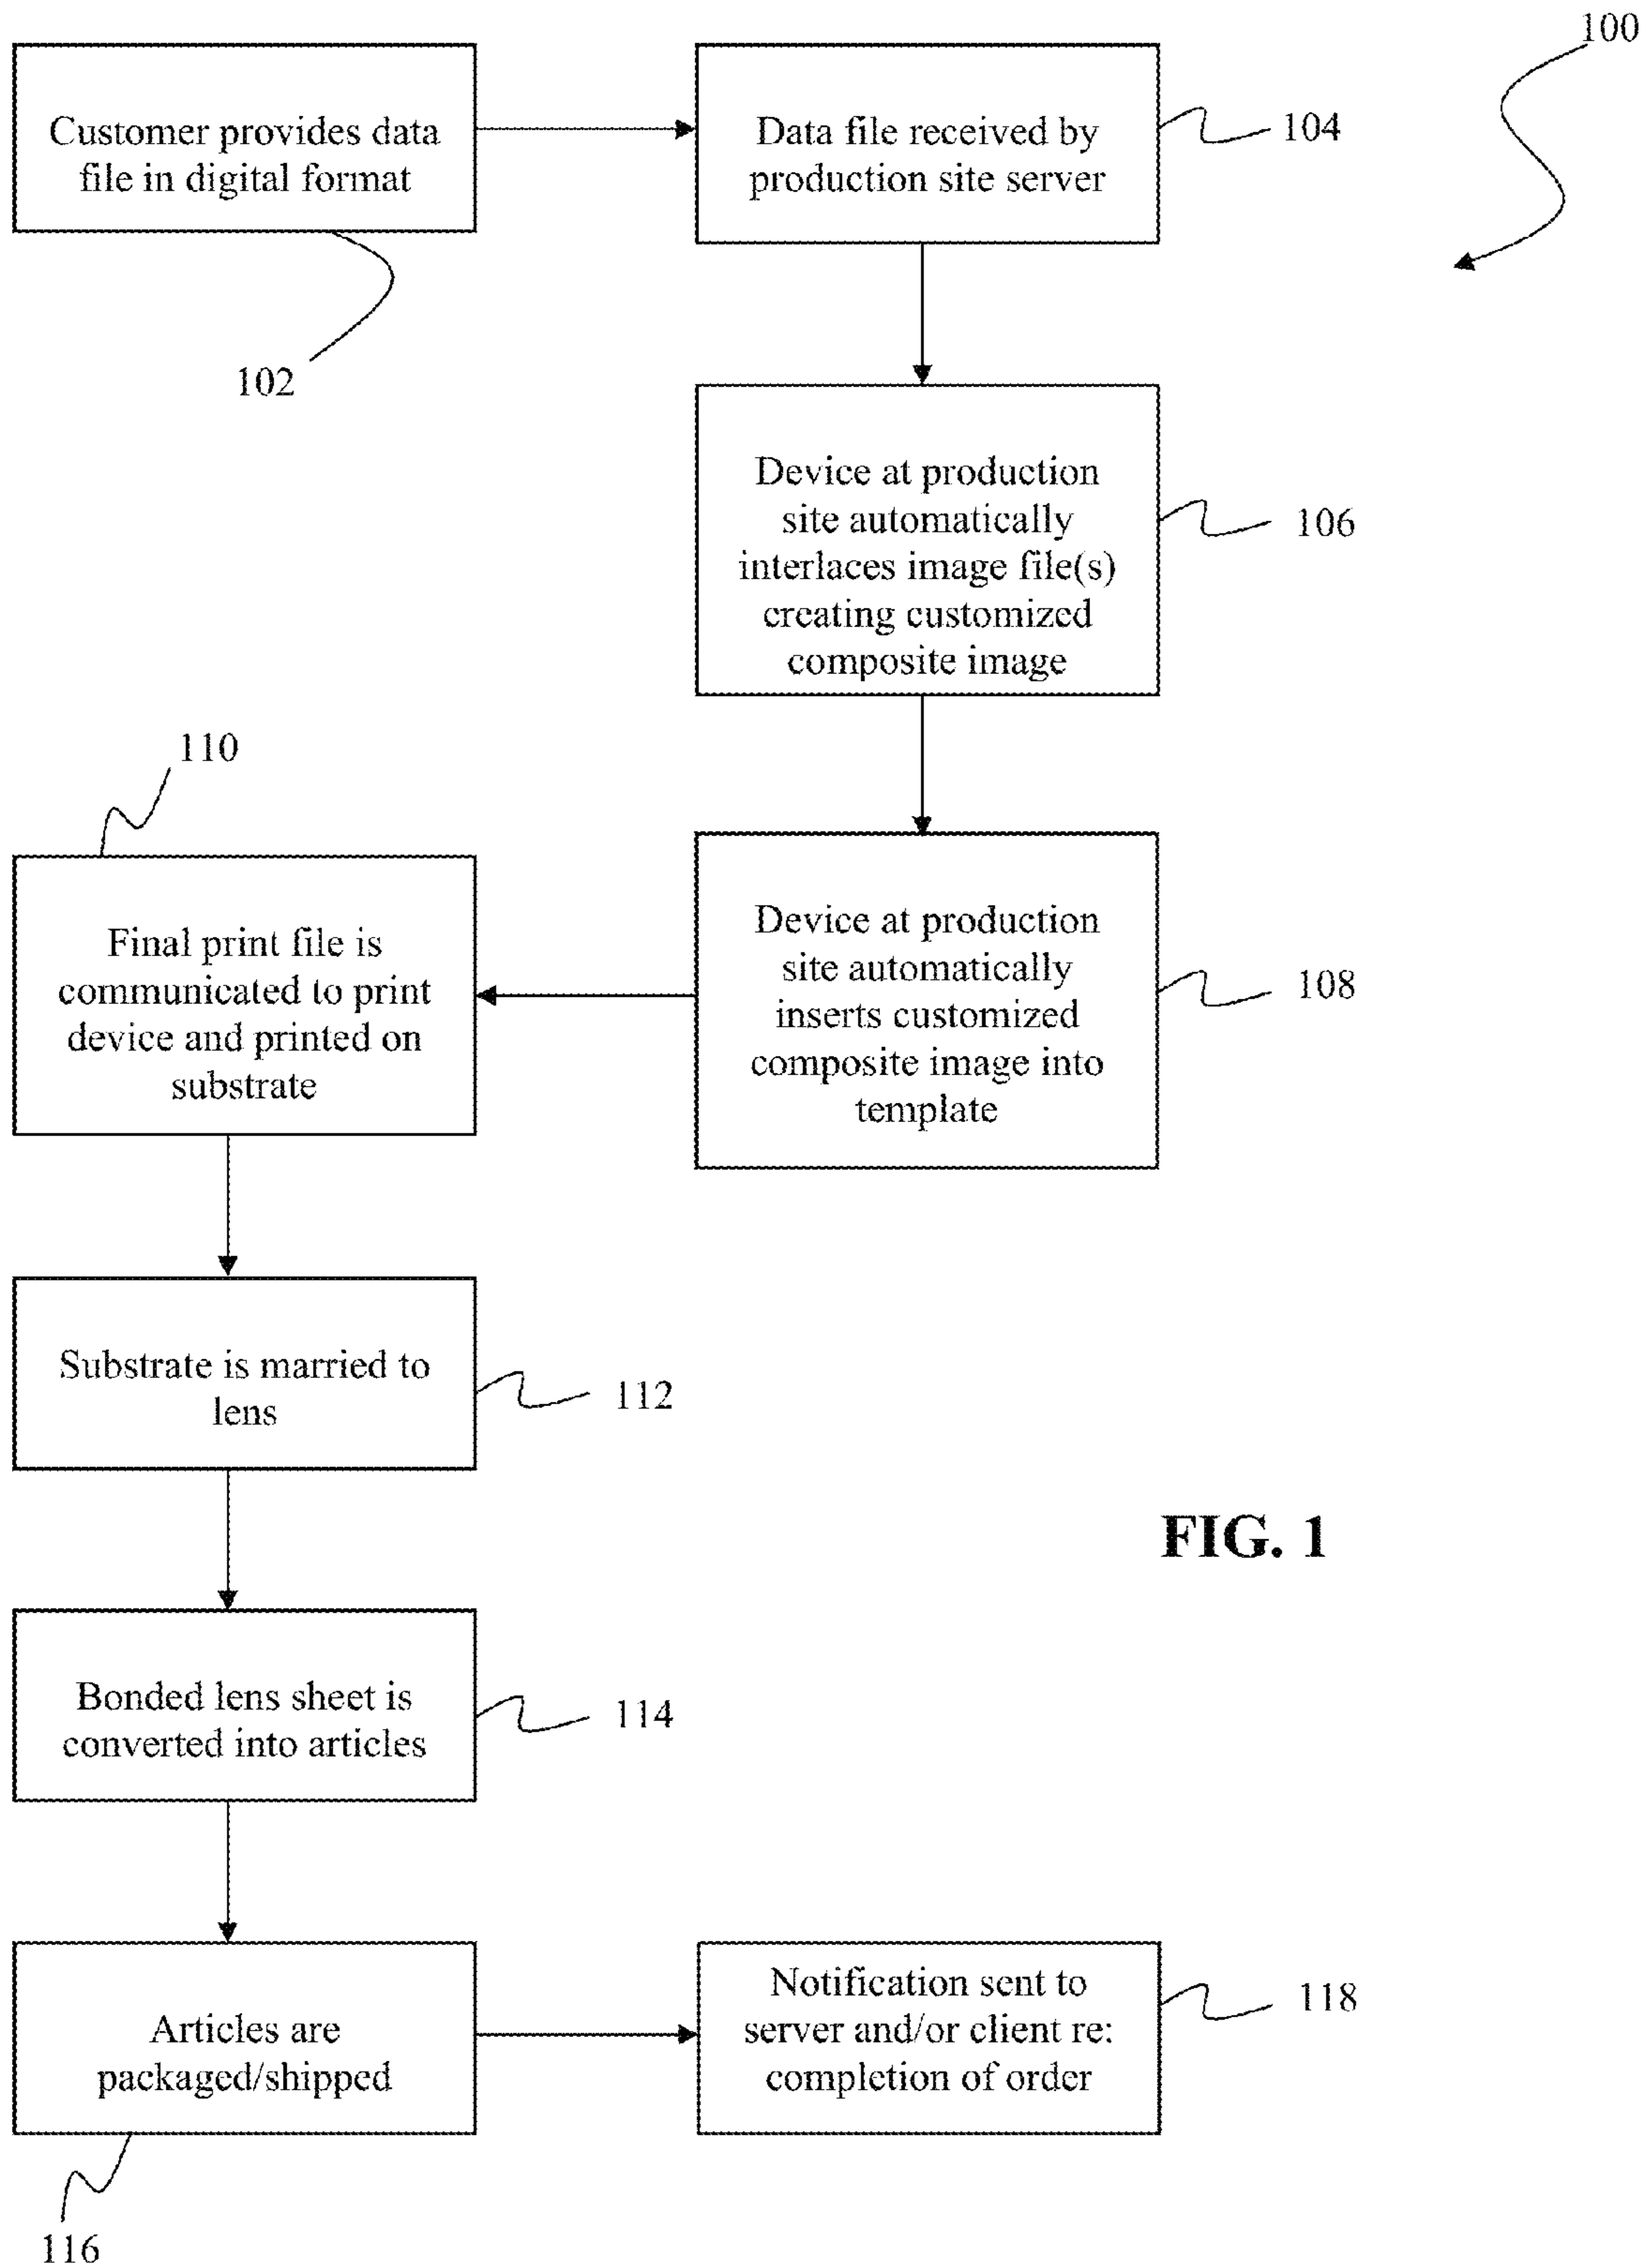 100
Customer provides data
file in digital format
102
Data file received by
production site server
104
Device at production
site automatically
interlaces image file(s)
creating customized
composite image
106
Device at production
site automatically
inserts customized
composite image into
template
108
110
Final print file is
communicated to print
device and printed on
substrate
Substrate is married to
lens
112
FIG. 1
Bonded lens sheet is
converted into articles
114
Articles are
packaged/shipped
116
Notification sent to
server and/or client re:
completion of order
118